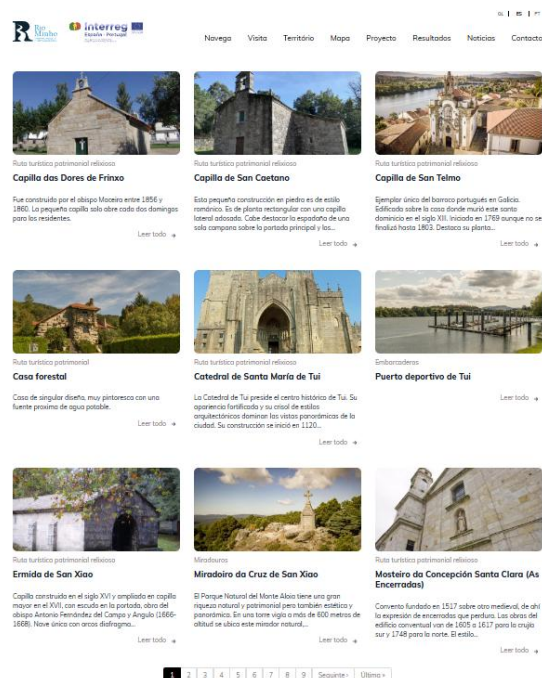 GL | ES | PT
Rio
Minho
Interreg
España - Portugal
Navega Visita Território Mapa Proyecto Resultados Noticias Contacto
Ruta turística patrimonial relixiosa
Capilla das Dores de Frinxo
Fue construida por el obispo Maceira entre 1856 y
1860. La pequeña capilla solo abre cada dos domingos
para los residentes.
Leer todo →
Ruta turística patrimonial relixiosa
Capilla de San Caetano
Esta pequeña construcción en piedra es de estilo
románico. Es de planta rectangular con una capilla
lateral adosada. Cabe destacar la espadaña de una
sola campana sobre la portada principal y las...
Leer todo →
Ruta turística patrimonial relixiosa
Capilla de San Telmo
Ejemplar único del barroco portugués en Galicia.
Edificada sobre la casa donde murió este santo
dominico en el siglo XIII. Iniciada en 1769 aunque no se
finalizó hasta 1803. Destaca su planta...
Leer todo →
Ruta turística patrimonial
Casa forestal
Casa de singular diseño, muy pintoresca con una
fuente proxima de agua potable.
Leer todo →
Ruta turística patrimonial relixiosa
Catedral de Santa María de Tui
La Catedral de Tui preside el centro histórico de Tui. Su
apariencia fortificada y su crisol de estilos
arquitectónicos dominan las vistas panorámicas de la
ciudad. Su construcción se inició en 1120...
Leer todo →
Embarcaderos
Puerto deportivo de Tui
Leer todo →
Ruta turística patrimonial relixiosa
Ermida de San Xiao
Capilla construida en el siglo XVI y ampliada en capilla
mayor en el XVII, con escudo en la portada, obra del
obispo Antonio Fernández del Campo y Angulo (1666-
1668). Nave única con arcos diafragma...
Leer todo →
Miradouros
Miradoiro da Cruz de San Xiao
El Parque Natural del Monte Aloia tiene una gran
riqueza natural y patrimonial pero también estética y
panorámica. En una torre vigía a más de 600 metros de
altitud se ubica este mirador natural,...
Leer todo →
Ruta turística patrimonial relixiosa
Mosteiro da Concepción Santa Clara (As
Encerradas)
Convento fundado en 1517 sobre otro medieval, de ahí
la expresión de encerradas que perdura. Las obras del
edificio conventual van de 1605 a 1617 para la crujía
sur y 1748 para la norte. El estilo...
Leer todo →
1 2 3 4 5 6 7 8 9 Seguinte › Última »